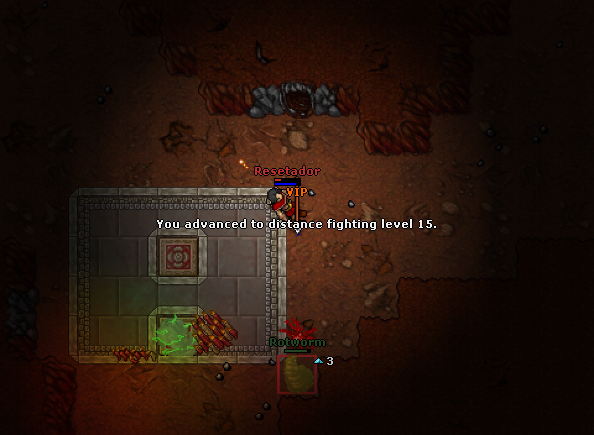 Resetador
VIP
You advanced to distance fighting level 15.
Rotworm
3